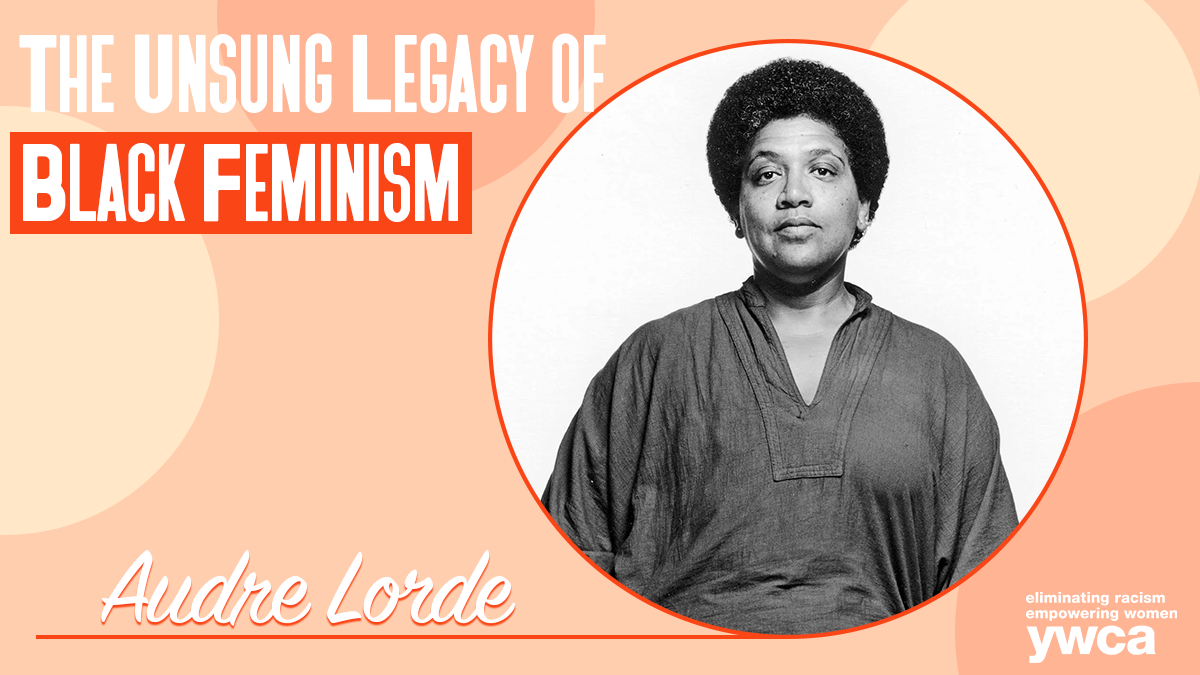 The Unsung Legacy of
Black Feminism
Audre Lorde
eliminating racism
empowering women
ywca